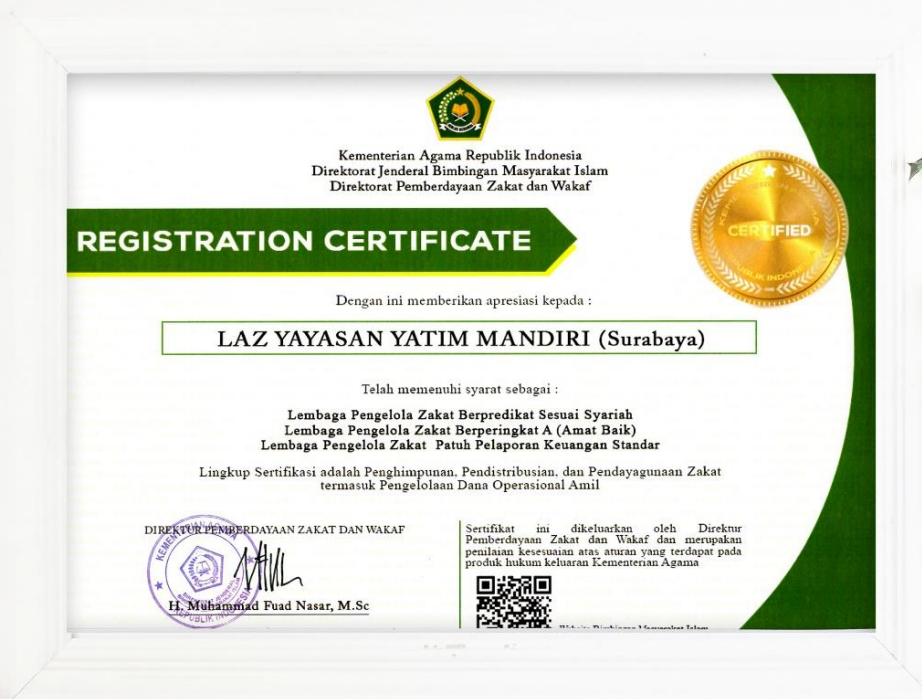 Kementerian Agama Republik Indonesia
Direktorat Jenderal Bimbingan Masyarakat Islam
Direktorat Pemberdayaan Zakat dan Wakaf
REGISTRATION CERTIFICATE
CERTIFIED
Dengan ini memberikan apresiasi kepada :
LAZ YAYASAN YATIM MANDIRI (Surabaya)
Telah memenuhi syarat sebagai :
Lembaga Pengelola Zakat Berpredikat Sesuai Syariah
Lembaga Pengelola Zakat Berperingkat A (Amat Baik)
Lembaga Pengelola Zakat Patuh Pelaporan Keuangan Standar
Lingkup Sertifikasi adalah Penghimpunan, Pendistribusian, dan Pendayagunaan Zakat
termasuk Pengelolaan Dana Operasional Amil
DIREKTUR PEMBERDAYAAN ZAKAT DAN WAKAF
KEMENTERIAN AGAMA
REPUBLIK INDONESIA
H. Muhammad Fuad Nasar, M.Sc
Sertifikat ini dikeluarkan oleh Direktur
Pemberdayaan Zakat dan Wakaf dan merupakan
penilaian kesesuaian atas aturan yang terdapat pada
produk hukum keluaran Kementerian Agama